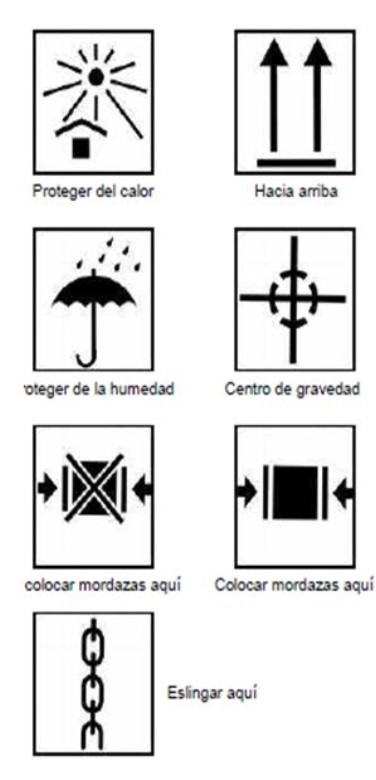 Proteger del calor
Hacia arriba
oteger de la humedad
Centro de gravedad
colocar mordazas aquí
Colocar mordazas aquí
Eslingar aquí